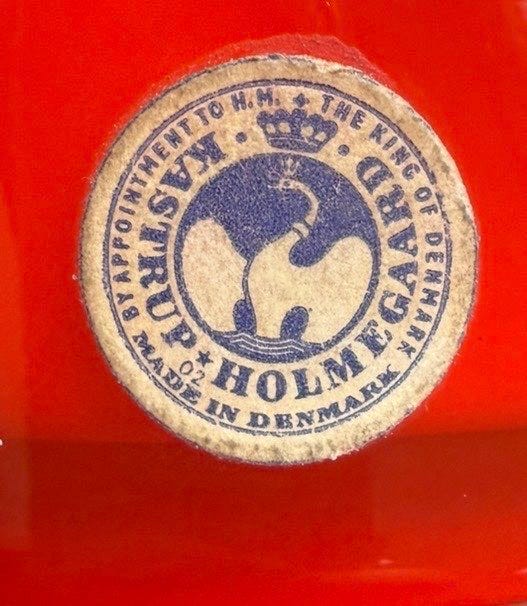 BY APPOINTMENT TO H.M. THE KING OF DENMARK
KASTRUP ★ HOLMEGAARD
02
MADE IN DENMARK